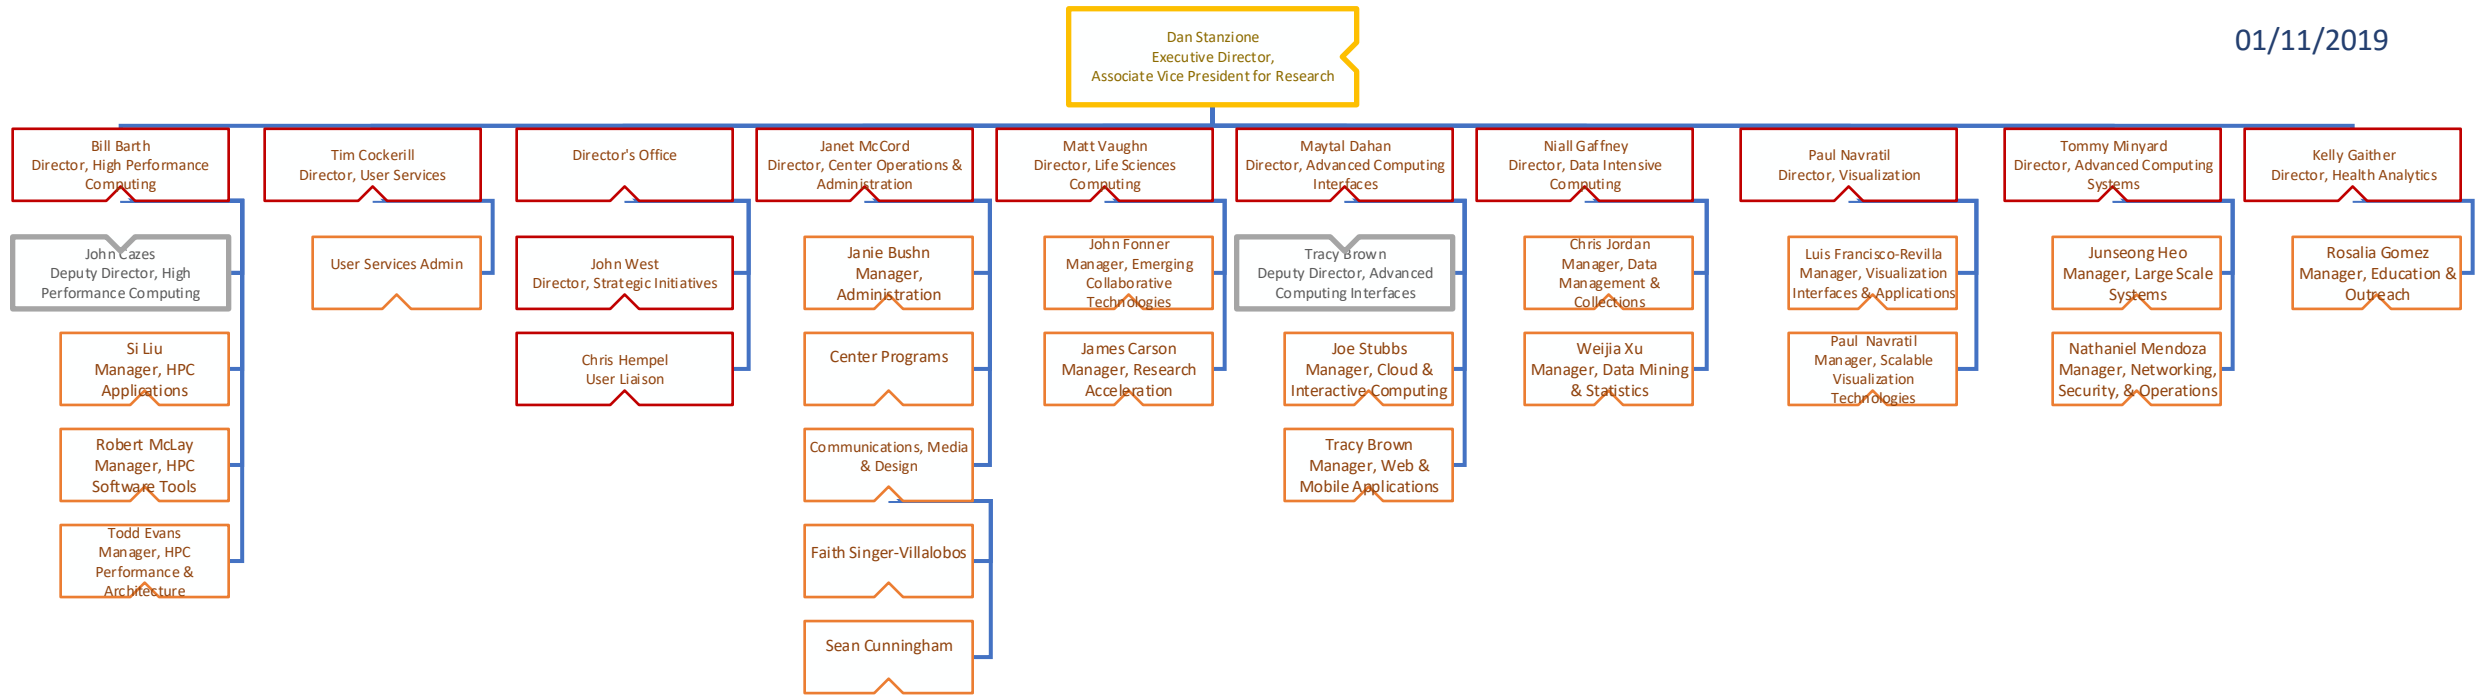 Dan Stanzione
Executive Director,
Associate Vice President for Research
01/11/2019
Bill Barth
Director, High Performance
Computing
Tim Cockerill
Director, User Services
Director's Office
Janet McCord
Director, Center Operations &
Administration
Matt Vaughn
Director, Life Sciences
Computing
Maytal Dahan
Director, Advanced Computing
Interfaces
Niall Gaffney
Director, Data Intensive
Computing
Paul Navratil
Director, Visualization
Tommy Minyard
Director, Advanced Computing
Systems
Kelly Gaither
Director, Health Analytics
John Cazes
Deputy Director, High
Performance Computing
User Services Admin
John West
Director, Strategic Initiatives
Janie Bushn
Manager,
Administration
John Fonner
Manager, Emerging
Collaborative
Technologies
Tracy Brown
Deputy Director, Advanced
Computing Interfaces
Chris Jordan
Manager, Data
Management &
Collections
Luis Francisco-Revilla
Manager, Visualization
Interfaces & Applications
Junseong Heo
Manager, Large Scale
Systems
Rosalia Gomez
Manager, Education &
Outreach
Si Liu
Manager, HPC
Applications
Chris Hempel
User Liaison
Center Programs
James Carson
Manager, Research
Acceleration
Joe Stubbs
Manager, Cloud &
Interactive Computing
Weijia Xu
Manager, Data Mining
& Statistics
Paul Navratil
Manager, Scalable
Visualization
Technologies
Nathaniel Mendoza
Manager, Networking,
Security, & Operations
Robert McLay
Manager, HPC
Software Tools
Communications, Media
& Design
Tracy Brown
Manager, Web &
Mobile Applications
Todd Evans
Manager, HPC
Performance &
Architecture
Faith Singer-Villalobos
Sean Cunningham